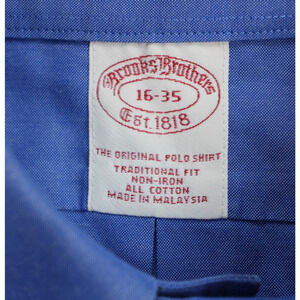 Brooks Brothers
16-35
Est. 1818
THE ORIGINAL POLO SHIRT
TRADITIONAL FIT
NON-IRON
ALL COTTON
MADE IN MALAYSIA